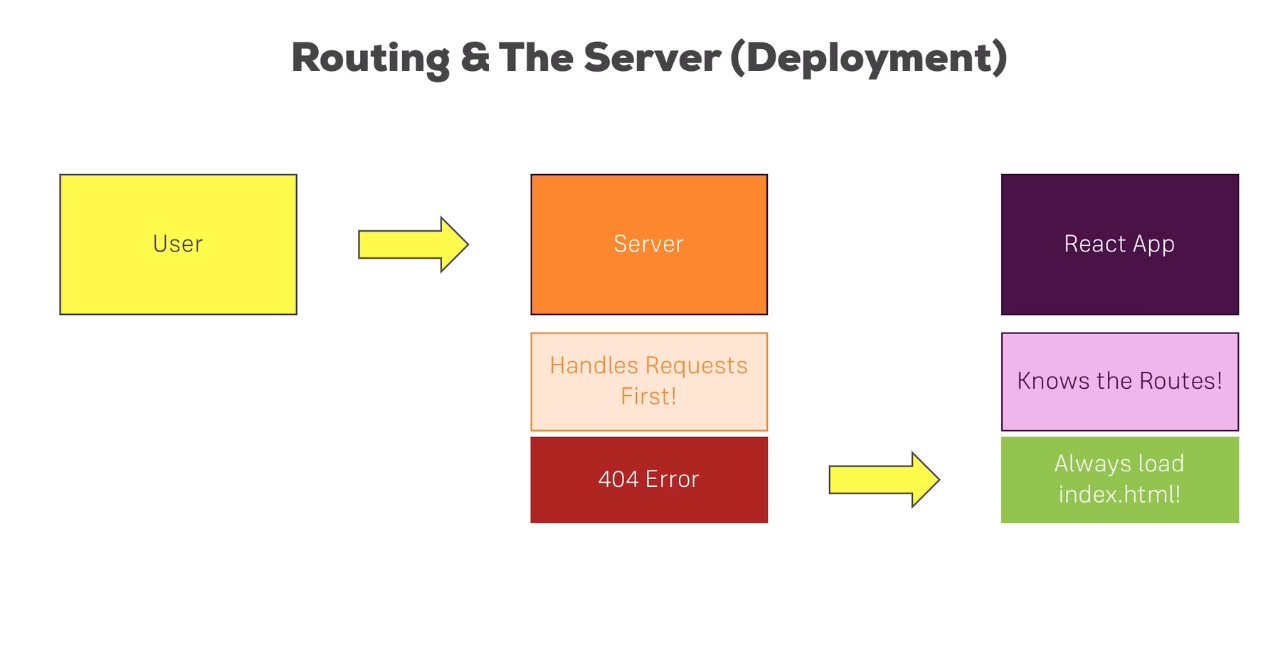 Routing & The Server (Deployment)
User
Server
React App
Handles Requests
First!
Knows the Routes!
404 Error
Always load
index.html!